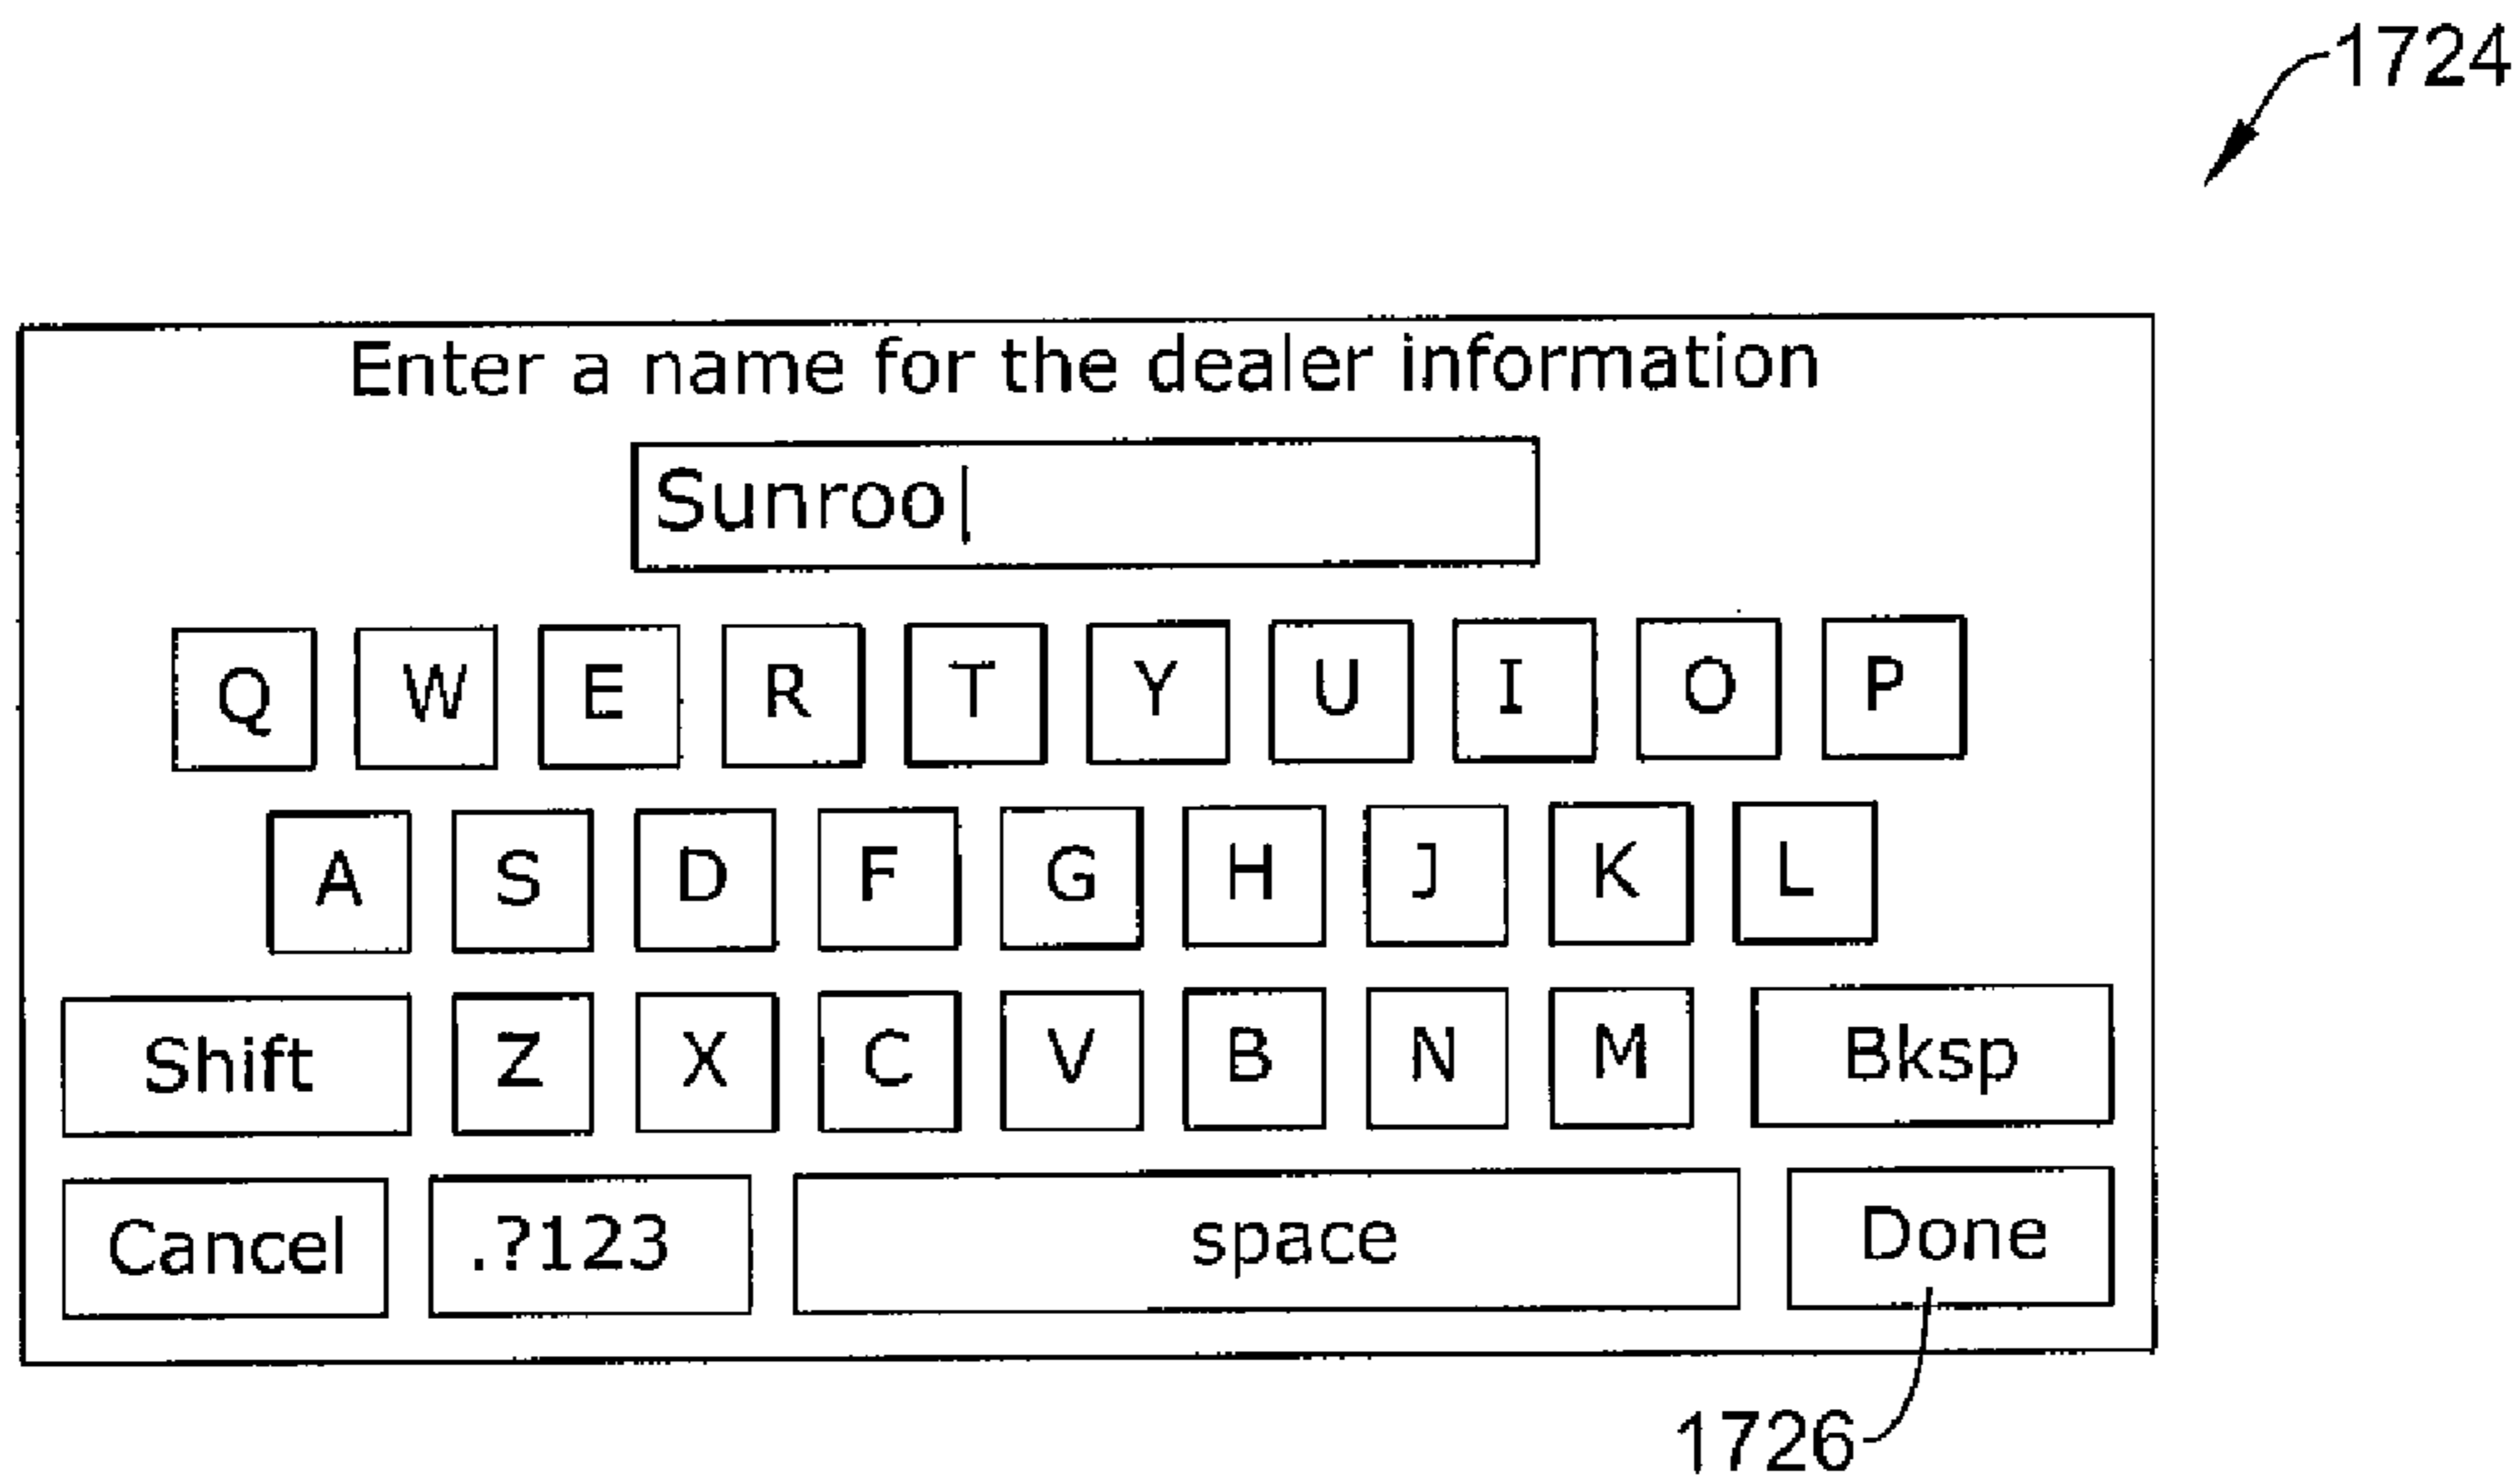 1724
Enter a name for the dealer information
Sunroo
Q W E R T Y U I O P
A S D F G H J K L
Shift Z X C V B N M Bksp
Cancel .?123 space Done
1726